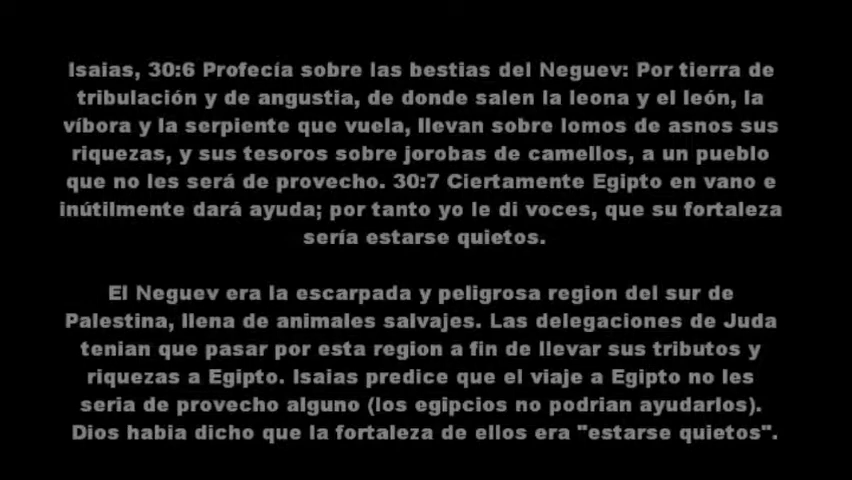 Isaias, 30:6 Profecía sobre las bestias del Neguev: Por tierra de
tribulación y de angustia, de donde salen la leona y el león, la
víbora y la serpiente que vuela, llevan sobre lomos de asnos sus
riquezas, y sus tesoros sobre jorobas de camellos, a un pueblo
que no les será de provecho. 30:7 Ciertamente Egipto en vano e
inútilmente dará ayuda; por tanto yo le di voces, que su fortaleza
sería estarse quietos.
El Neguev era la escarpada y peligrosa region del sur de
Palestina, llena de animales salvajes. Las delegaciones de Juda
tenian que pasar por esta region a fin de llevar sus tributos y
riquezas a Egipto. Isaias predice que el viaje a Egipto no les
seria de provecho alguno (los egipcios no podrian ayudarlos).
Dios habia dicho que la fortaleza de ellos era "estarse quietos".